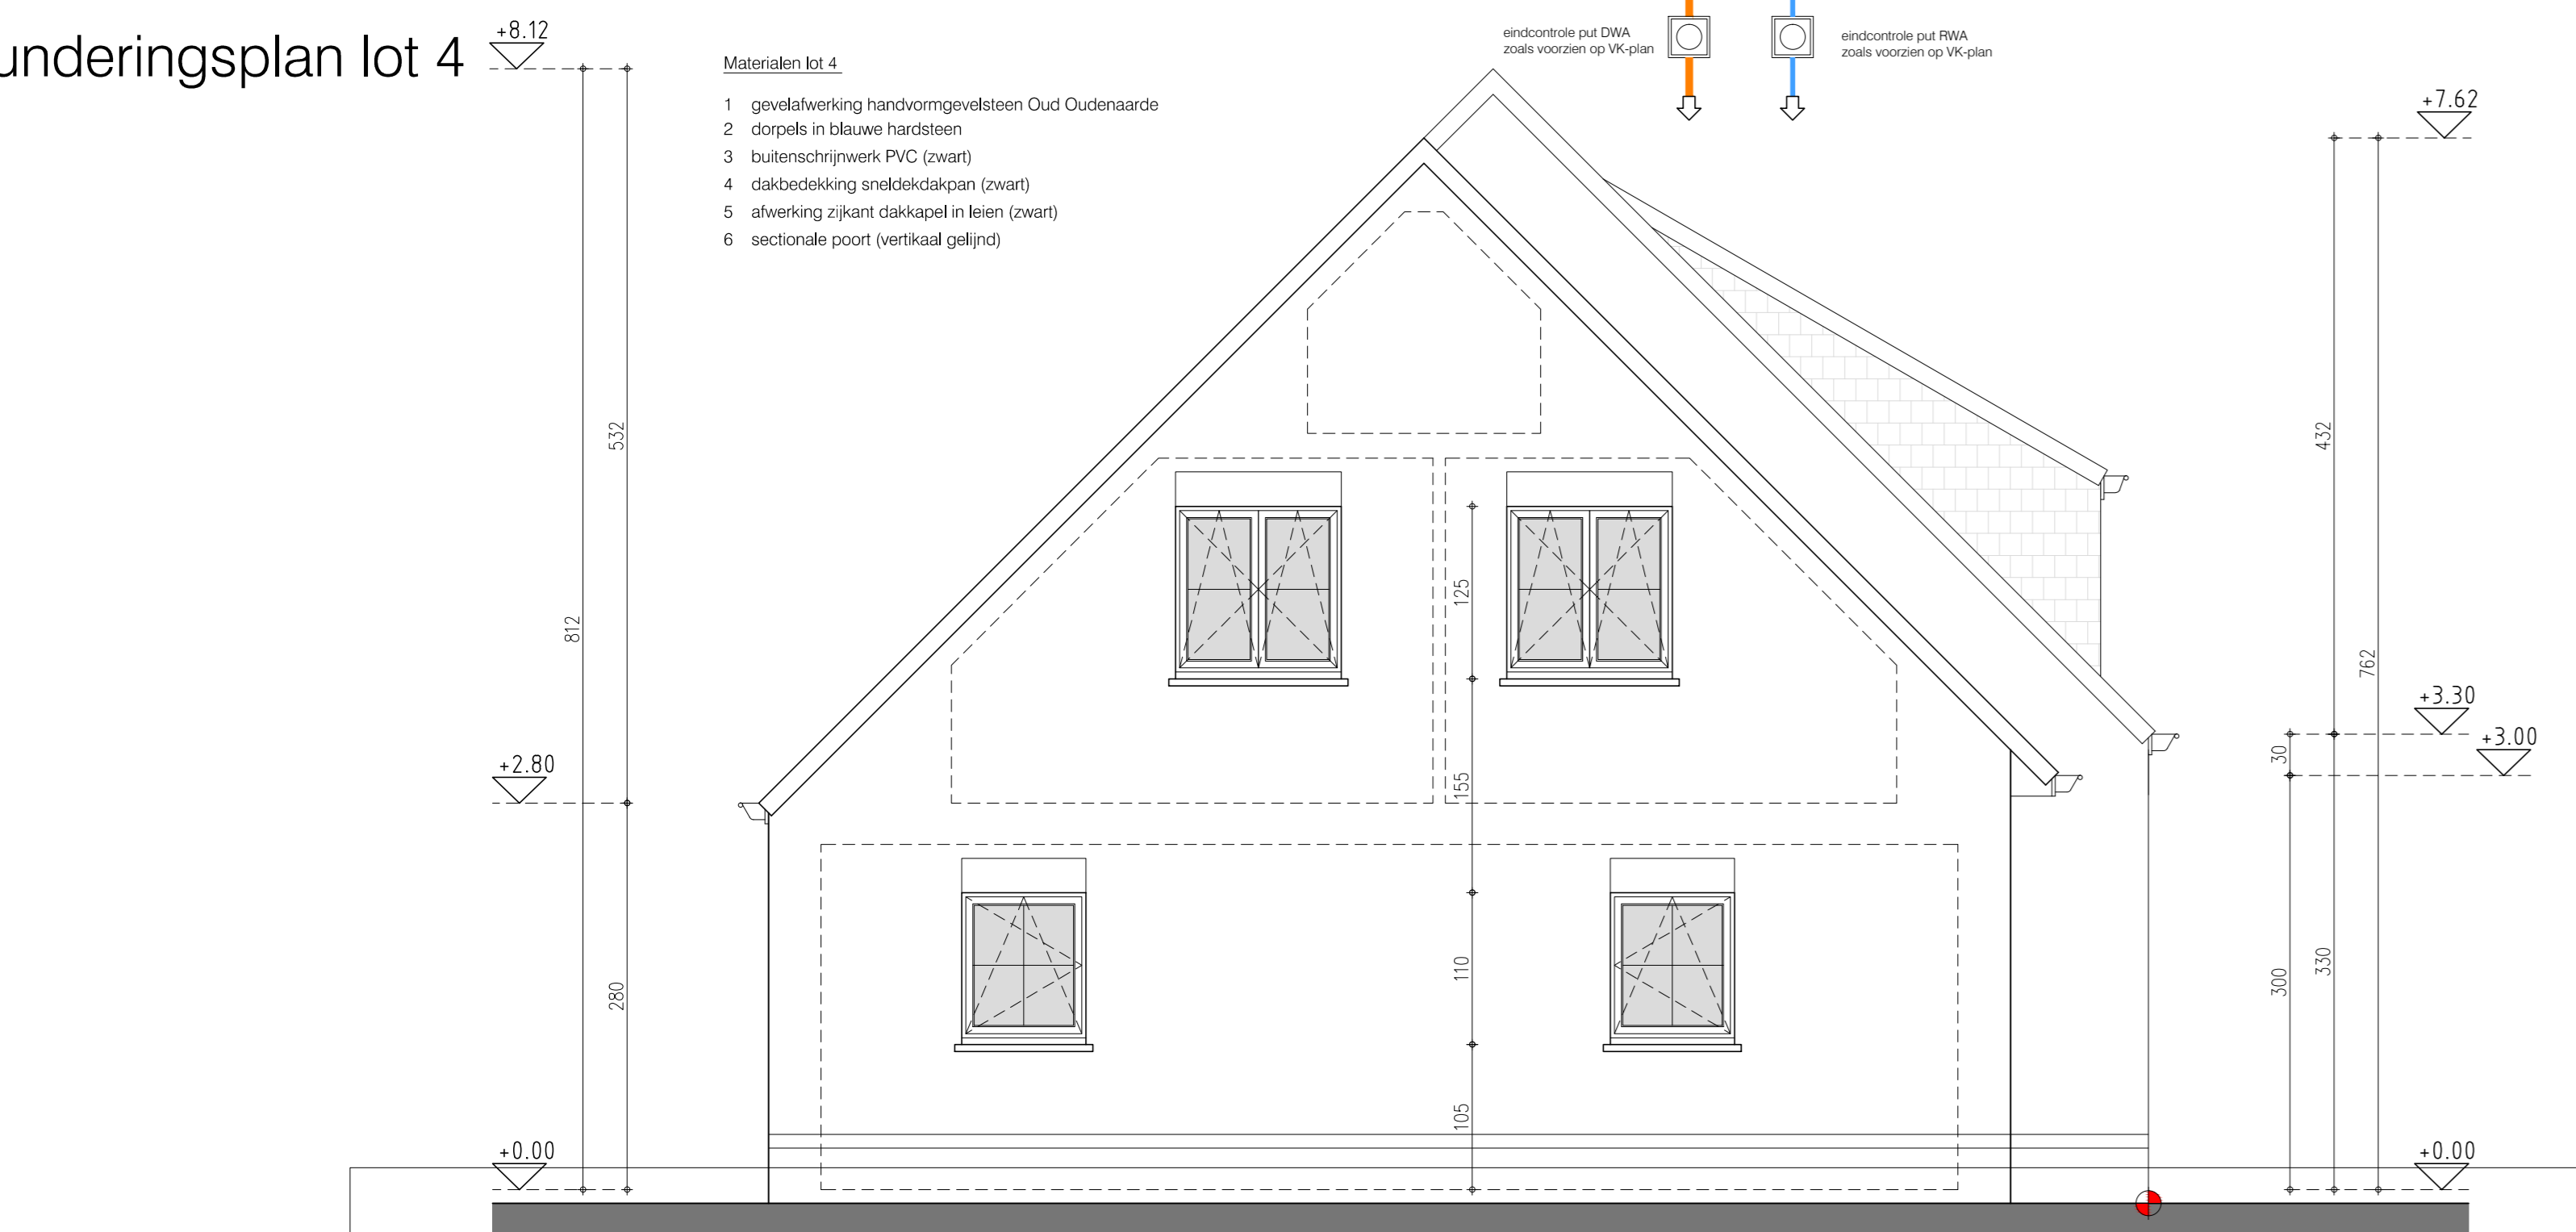 underingsplan lot 4
+8.12
Materialen lot 4
1 gevelafwerking handvormgevelsteen Oud Oudenaarde
2 dorpels in blauwe hardsteen
3 buitenschrijnwerk PVC (zwart)
4 dakbedekking sneldekdakpan (zwart)
5 afwerking zijkant dakkapel in leien (zwart)
6 sectionale poort (vertikaal gelijnd)
eindcontrole put DWA
zoals voorzien op VK-plan
eindcontrole put RWA
zoals voorzien op VK-plan
+7.62
532
432
812
125
762
+3.30
+3.00
30
+2.80
155
280
110
300
330
105
+0.00
+0.00